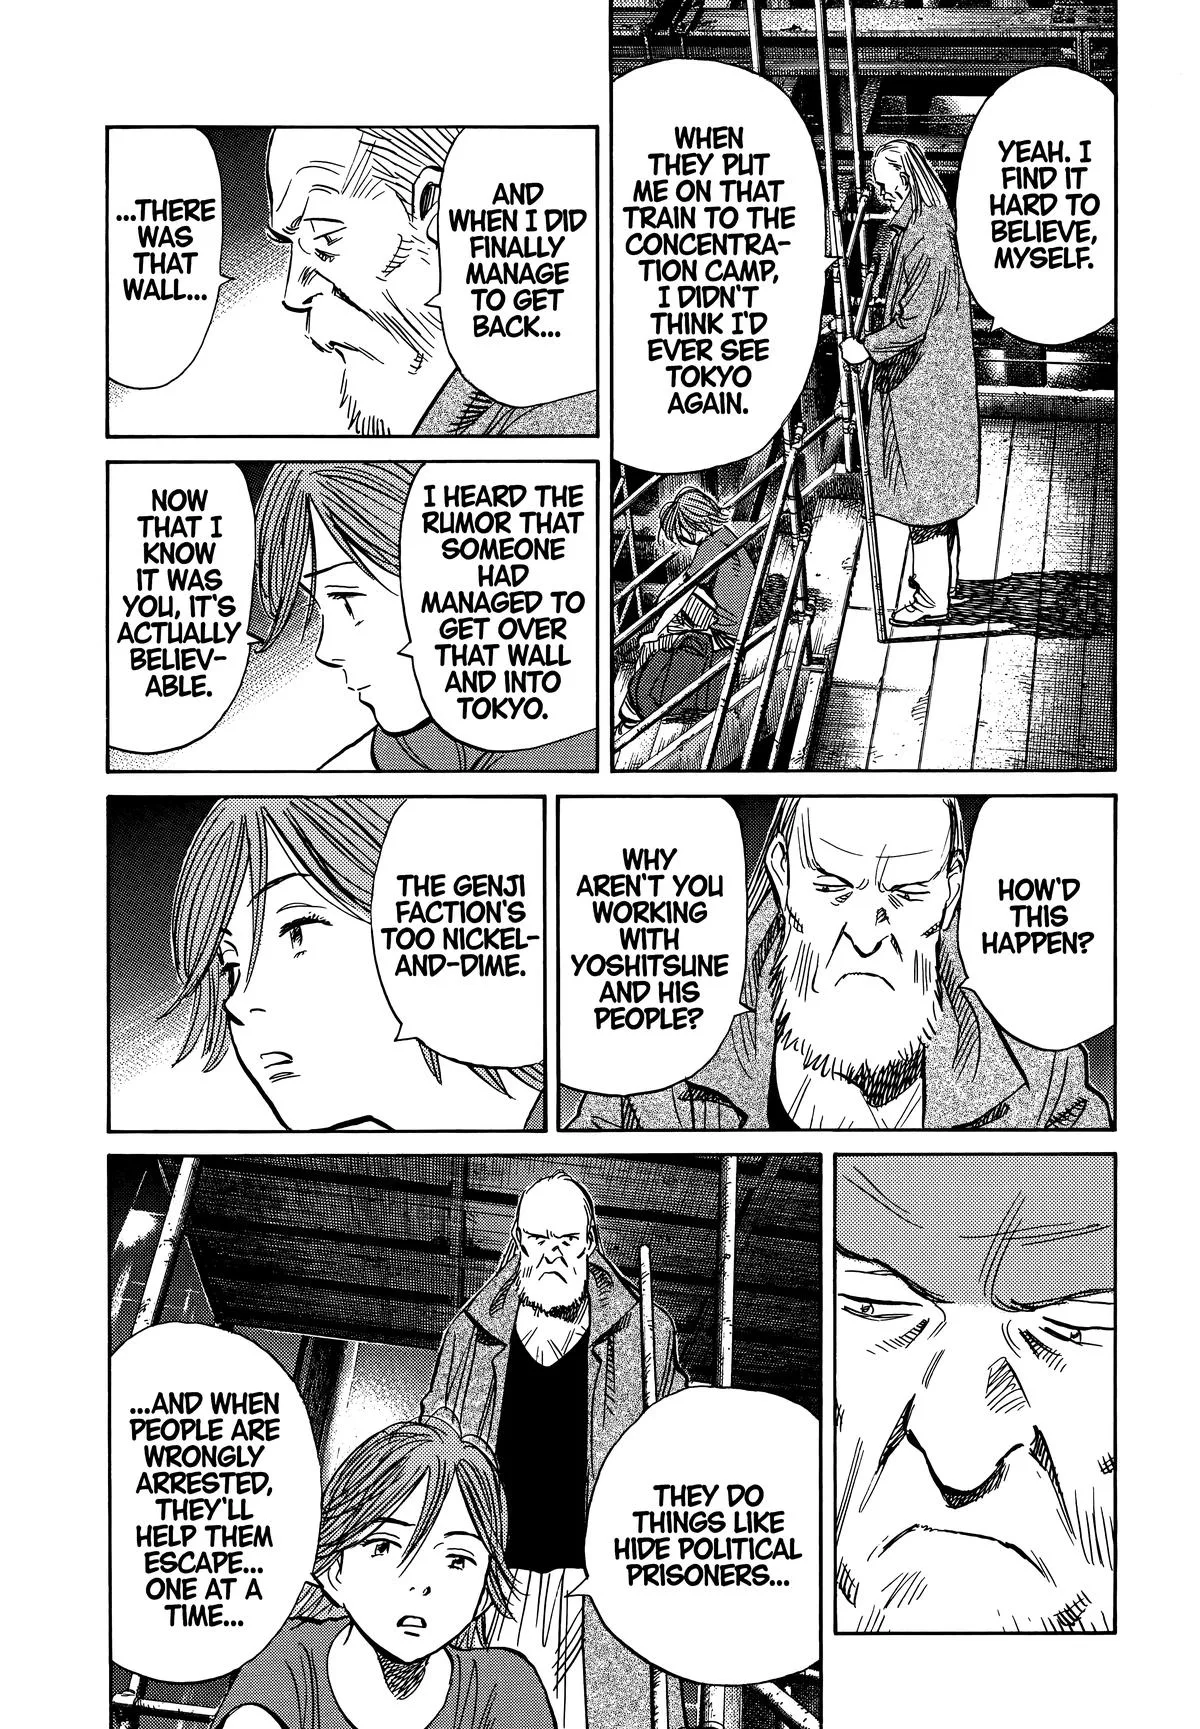 YEAH. I
FIND IT
HARD TO
BELIEVE,
MYSELF.
WHEN
THEY PUT
ME ON THAT
TRAIN TO THE
CONCENTRA-
TION CAMP,
I DIDN'T
THINK I'D
EVER SEE
TOKYO
AGAIN.
AND
WHEN I DID
FINALLY
MANAGE
TO GET
BACK...
...THERE
WAS
THAT
WALL...
I HEARD THE
RUMOR THAT
SOMEONE
HAD
MANAGED TO
GET OVER
THAT WALL
AND INTO
TOKYO.
NOW
THAT I
KNOW
IT WAS
YOU, IT'S
ACTUALLY
BELIEV-
ABLE.
HOW'D
THIS
HAPPEN?
WHY
AREN'T YOU
WORKING
WITH
YOSHITSUNE
AND HIS
PEOPLE?
THE GENJI
FACTION'S
TOO NICKEL-
AND-DIME.
THEY DO
THINGS LIKE
HIDE POLITICAL
PRISONERS...
...AND WHEN
PEOPLE ARE
WRONGLY
ARRESTED,
THEY'LL
HELP THEM
ESCAPE...
ONE AT A
TIME...